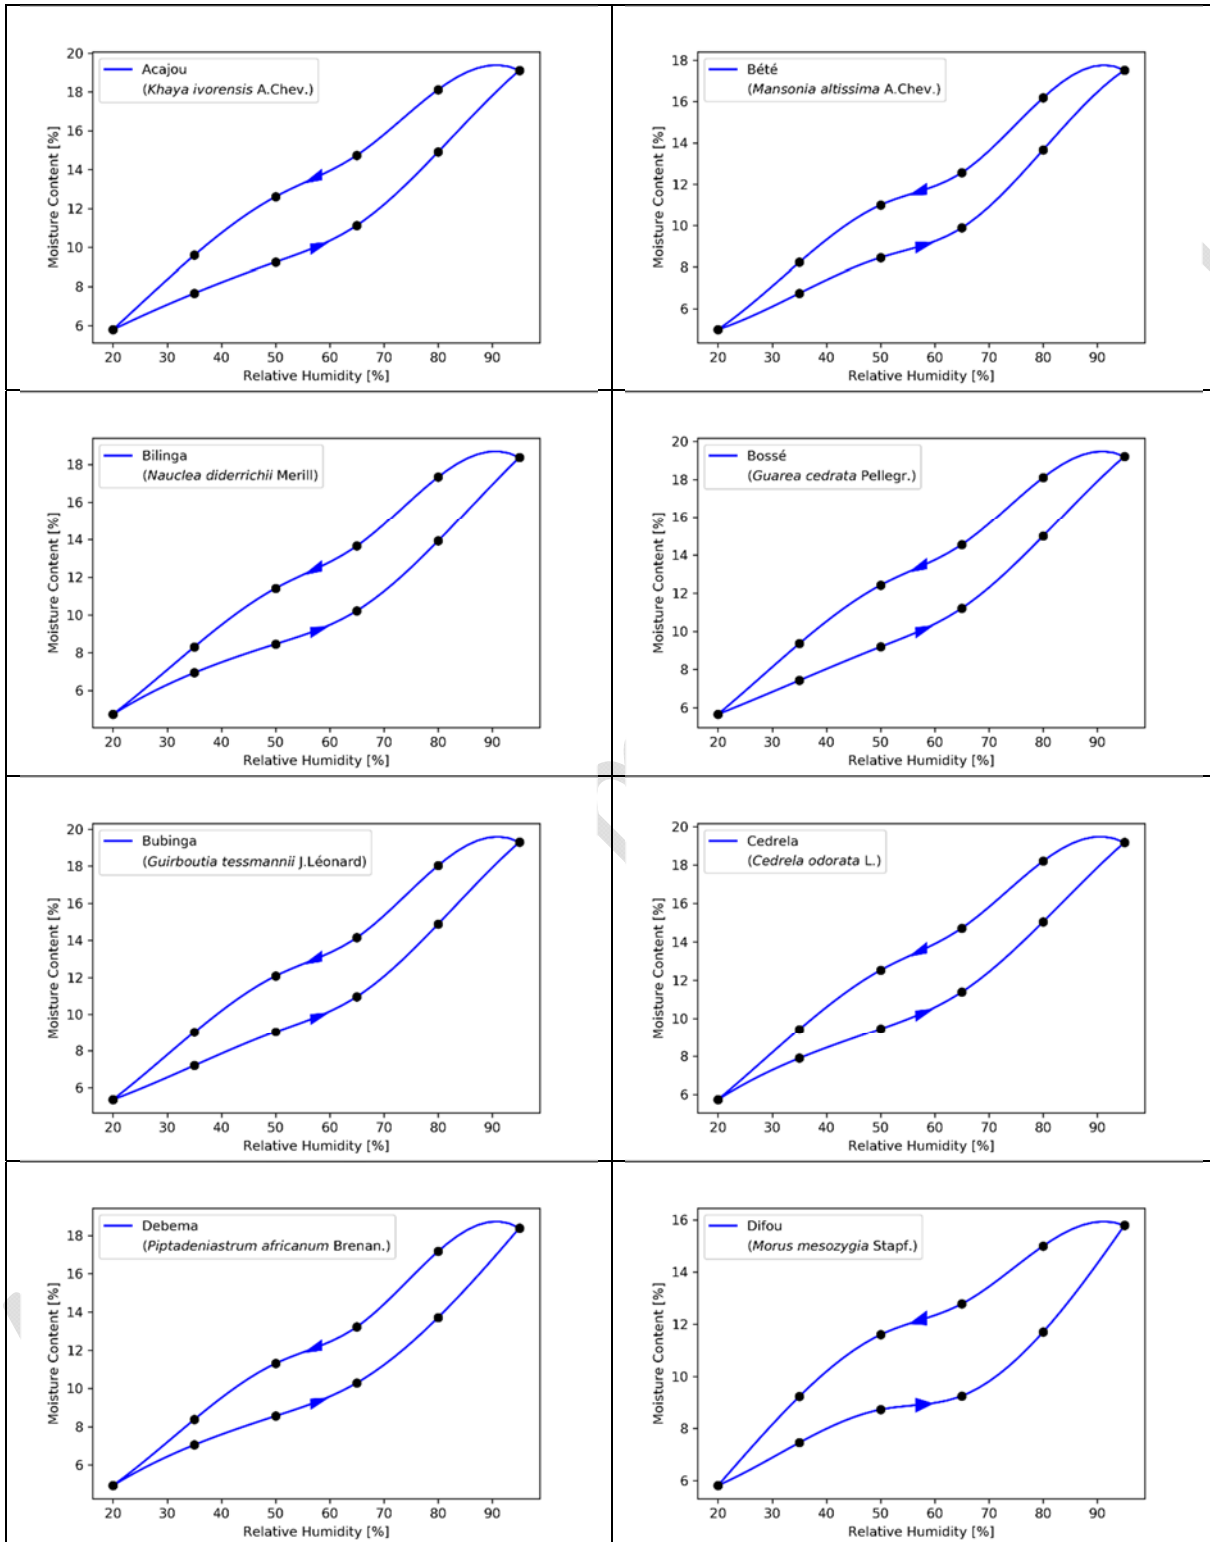 Acajou
(Khaya ivorensis A.Chev.)
Moisture Content [%]
20
18
16
14
12
10
8
6
20 30 40 50 60 70 80 90
Relative Humidity [%]
Bété
(Mansonia altissima A.Chev.)
Moisture Content [%]
18
16
14
12
10
8
6
20 30 40 50 60 70 80 90
Relative Humidity [%]
Bilinga
(Nauclea diderrichii Merill)
Moisture Content [%]
18
16
14
12
10
8
6
20 30 40 50 60 70 80 90
Relative Humidity [%]
Bossé
(Guarea cedrata Pellegr.)
Moisture Content [%]
20
18
16
14
12
10
8
6
20 30 40 50 60 70 80 90
Relative Humidity [%]
Bubinga
(Guirboutia tessmannii J.Léonard)
Moisture Content [%]
20
18
16
14
12
10
8
6
20 30 40 50 60 70 80 90
Relative Humidity [%]
Cedrela
(Cedrela odorata L.)
Moisture Content [%]
20
18
16
14
12
10
8
6
20 30 40 50 60 70 80 90
Relative Humidity [%]
Debema
(Piptadeniastrum africanum Brenan.)
Moisture Content [%]
18
16
14
12
10
8
6
20 30 40 50 60 70 80 90
Relative Humidity [%]
Difou
(Morus mesozygia Stapf.)
Moisture Content [%]
16
14
12
10
8
6
20 30 40 50 60 70 80 90
Relative Humidity [%]